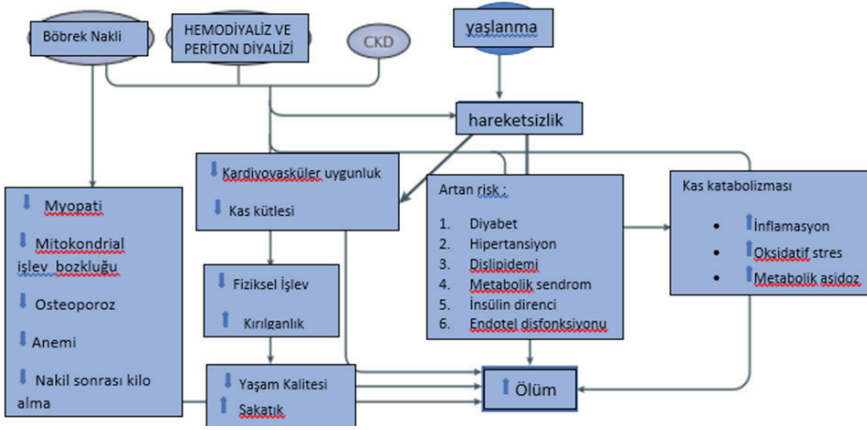 Böbrek Nakli
HEMODİYALİZ VE
PERİTON DİYALİZİ
CKD
yaşlanma
hareketsizlik
Kardiyovasküler uygunluk
Kas kütlesi
Myopati
Mitokondrial
işlev bozkluğu
Osteoporoz
Anemi
Nakil sonrası kilo
alma
Fiziksel İşlev
Kırılganlık
Yaşam Kalitesi
Sakatık
Artan risk :
1. Diyabet
2. Hipertansiyon
3. Dislipidemi
4. Metabolik sendrom
5. İnsülin direnci
6. Endotel disfonksiyonu
Kas katabolizması
İnflamasyon
Oksidatif stres
Metabolik asidoz
Ölüm